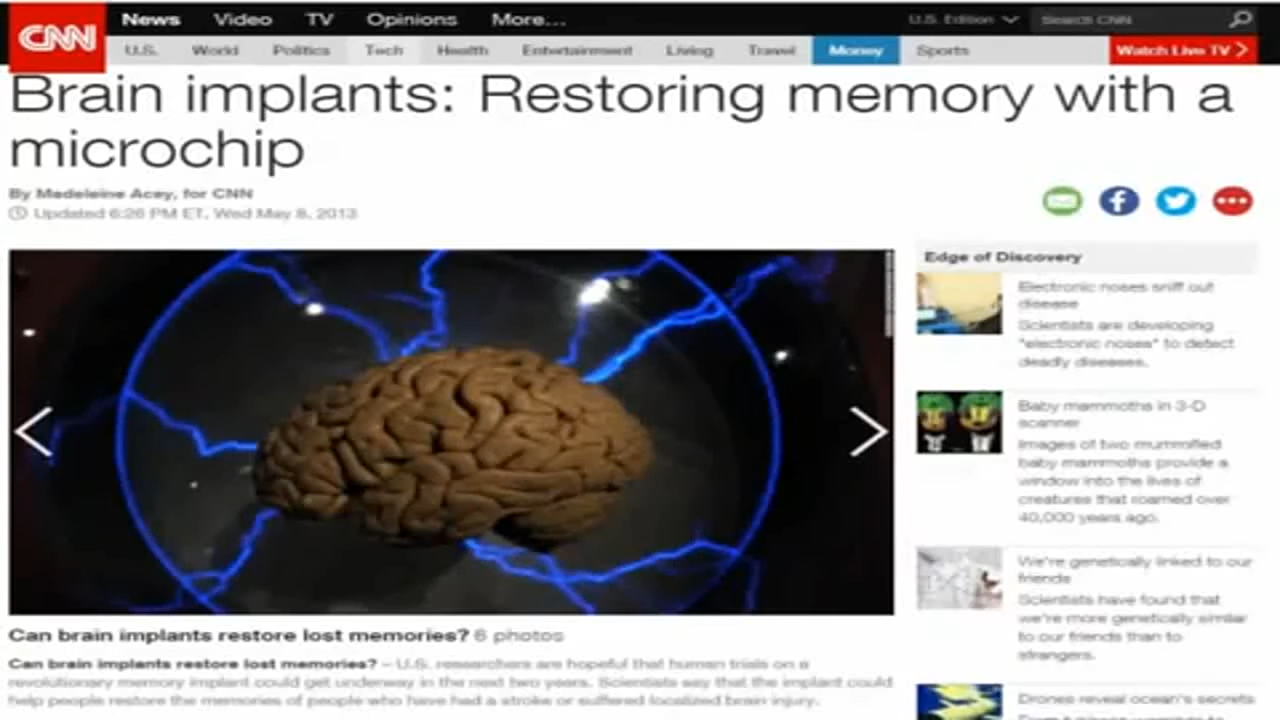 CNN
News Video TV Opinions More...
U.S. Edition
Search CNN
U.S. World Politics Tech Health Entertainment Living Travel Money Sports
Watch Live TV
Brain implants: Restoring memory with a
microchip
By Madeleine Acey, for CNN
Updated 6:26 PM ET, Wed May 8, 2013
Can brain implants restore lost memories? 6 photos
Can brain implants restore lost memories? – U.S. researchers are hopeful that human trials on a
revolutionary memory implant could get underway in the next two years. Scientists say that the implant could
help people restore the memories of people who have had a stroke or suffered localized brain injury.
Edge of Discovery
Electronic noses sniff out
disease
Scientists are developing
"electronic noses" to detect
deadly diseases.
Baby mammoths in 3-D
scanner
Images of two mummified
baby mammoths provide a
window into the lives of
creatures that roamed over
40,000 years ago.
We're genetically linked to our
friends
Scientists have found that
we're more genetically similar
to our friends than to
strangers.
Drones reveal ocean's secrets